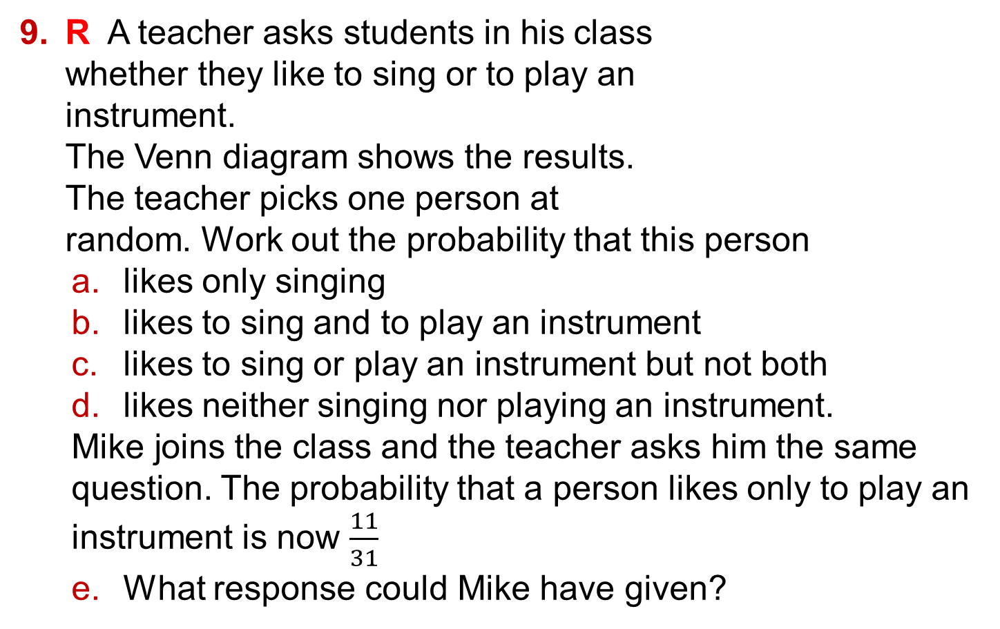 9. R A teacher asks students in his class
whether they like to sing or to play an
instrument.
The Venn diagram shows the results.
The teacher picks one person at
random. Work out the probability that this person
a. likes only singing
b. likes to sing and to play an instrument
c. likes to sing or play an instrument but not both
d. likes neither singing nor playing an instrument.
Mike joins the class and the teacher asks him the same
question. The probability that a person likes only to play an
instrument is now 11/31
e. What response could Mike have given?